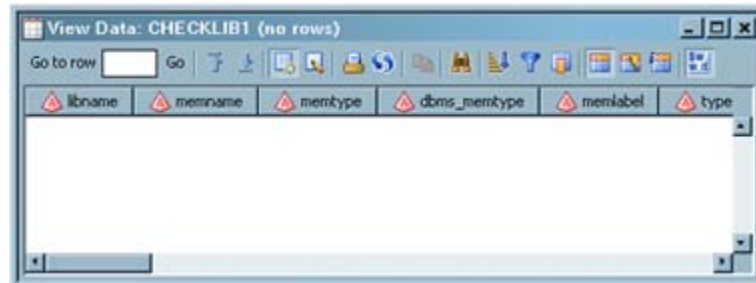 View Data: CHECKLIB1 (no rows)
Go to row Go
libname memname memtype dbms_memtype memlabel type